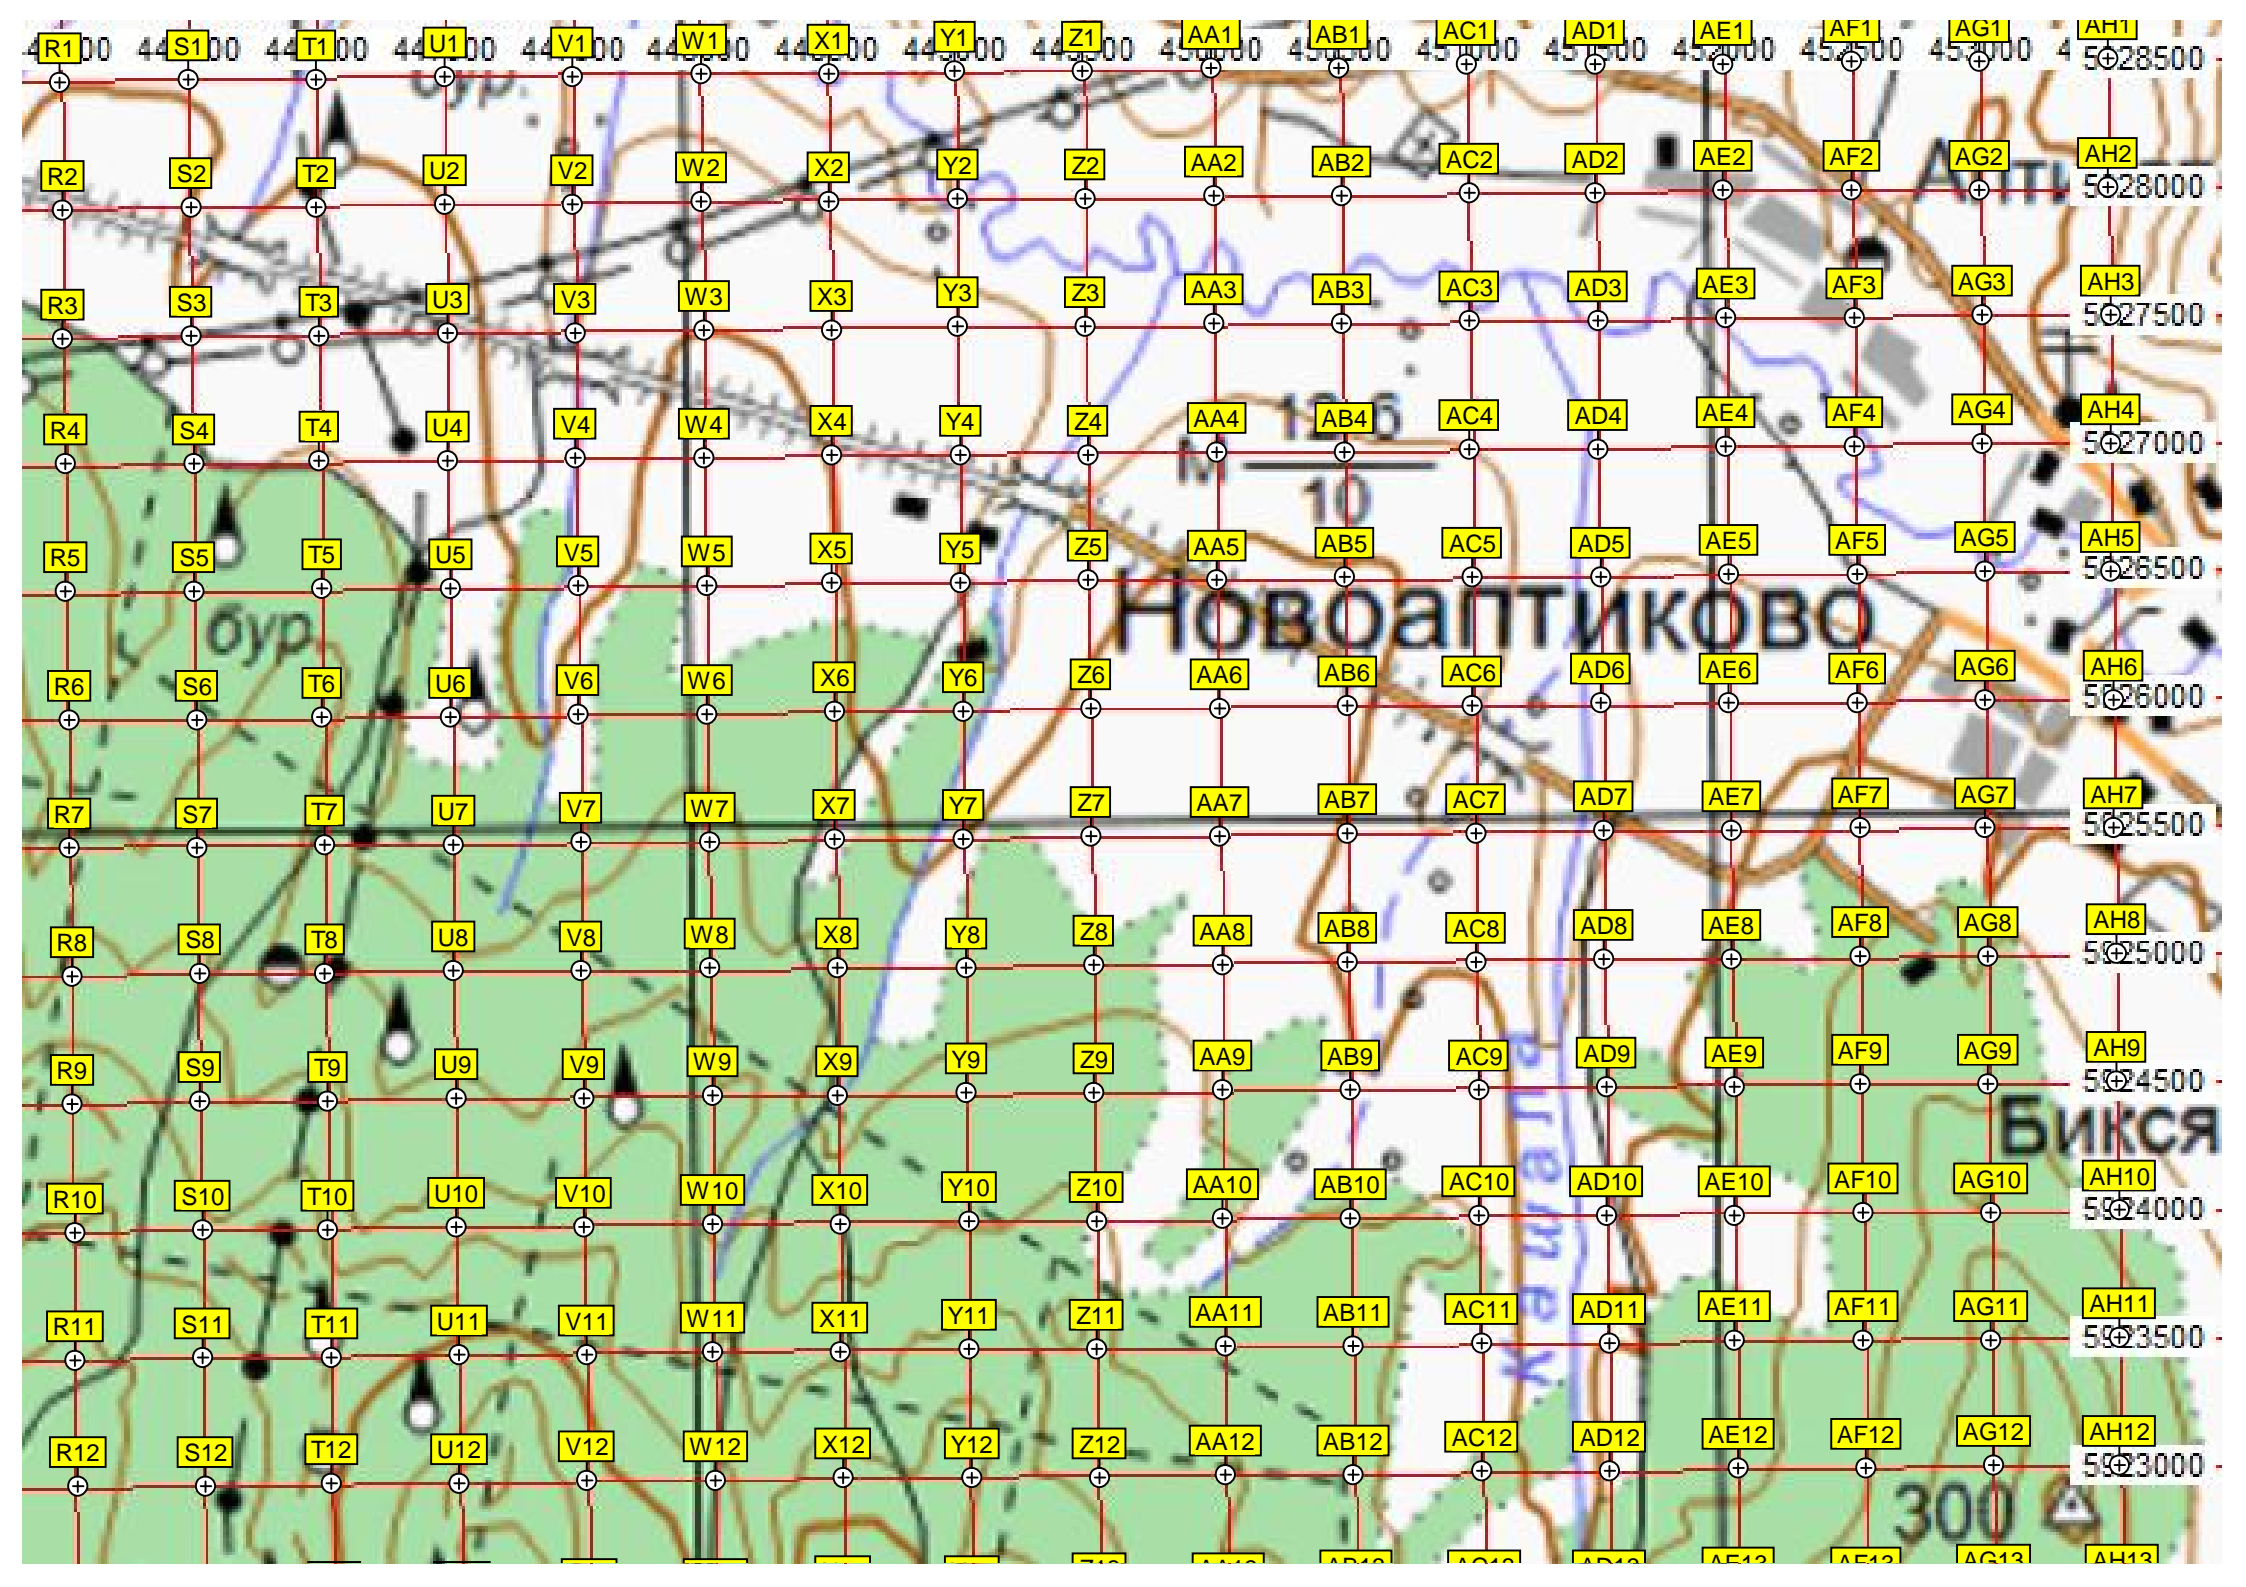 R1 S1 T1 U1 V1 W1 X1 Y1 Z1 AA1 AB1 AC1 AD1 AE1 AF1 AG1 AH1
5928500
бур.
Апти
R2 S2 T2 U2 V2 W2 X2 Y2 Z2 AA2 AB2 AC2 AD2 AE2 AF2 AG2 AH2
5928000
R3 S3 T3 U3 V3 W3 X3 Y3 Z3 AA3 AB3 AC3 AD3 AE3 AF3 AG3 AH3
5927500
R4 S4 T4 U4 V4 W4 X4 Y4 Z4 AA4 AB4 AC4 AD4 AE4 AF4 AG4 AH4
5927000
М
10
R5 S5 T5 U5 V5 W5 X5 Y5 Z5 AA5 AB5 AC5 AD5 AE5 AF5 AG5 AH5
5926500
Новоаптиково
бур.
R6 S6 T6 U6 V6 W6 X6 Y6 Z6 AA6 AB6 AC6 AD6 AE6 AF6 AG6 AH6
5926000
R7 S7 T7 U7 V7 W7 X7 Y7 Z7 AA7 AB7 AC7 AD7 AE7 AF7 AG7 AH7
5925500
R8 S8 T8 U8 V8 W8 X8 Y8 Z8 AA8 AB8 AC8 AD8 AE8 AF8 AG8 AH8
5925000
R9 S9 T9 U9 V9 W9 X9 Y9 Z9 AA9 AB9 AC9 AD9 AE9 AF9 AG9 AH9
5924500
Бикся
Кашаля
R10 S10 T10 U10 V10 W10 X10 Y10 Z10 AA10 AB10 AC10 AD10 AE10 AF10 AG10 AH10
5924000
R11 S11 T11 U11 V11 W11 X11 Y11 Z11 AA11 AB11 AC11 AD11 AE11 AF11 AG11 AH11
5923500
R12 S12 T12 U12 V12 W12 X12 Y12 Z12 AA12 AB12 AC12 AD12 AE12 AF12 AG12 AH12
5923000
300
AE13 AF13 AG13 AH13